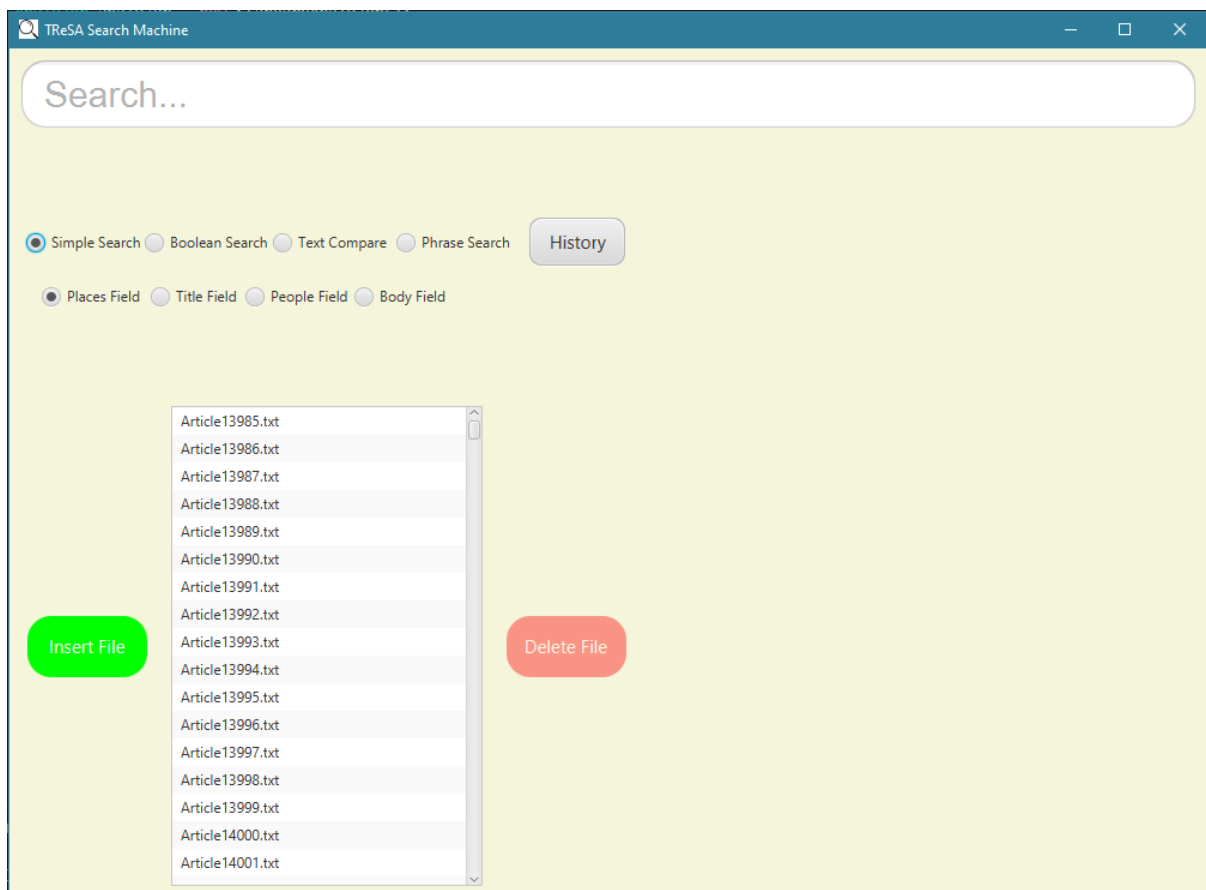 TReSA Search Machine
Search...
Simple Search Boolean Search Text Compare Phrase Search History
Places Field Title Field People Field Body Field
Article13985.txt
Article13986.txt
Article13987.txt
Article13988.txt
Article13989.txt
Article13990.txt
Article13991.txt
Article13992.txt
Article13993.txt
Insert File
Delete File
Article13994.txt
Article13995.txt
Article13996.txt
Article13997.txt
Article13998.txt
Article13999.txt
Article14000.txt
Article14001.txt